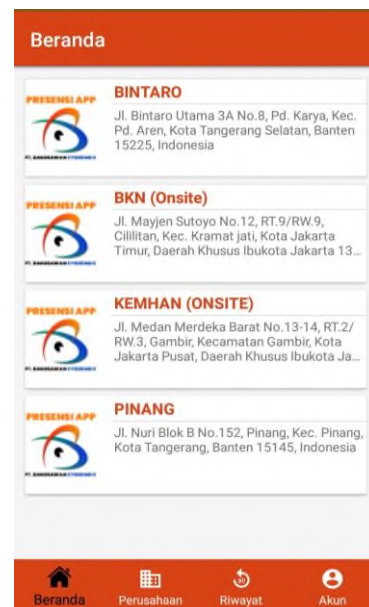 Beranda
PRESENSI APP
BINTARO
Jl. Bintaro Utama 3A No.8, Pd. Karya, Kec.
Pd. Aren, Kota Tangerang Selatan, Banten
15225, Indonesia
PRESENSI APP
BKN (Onsite)
Jl. Mayjen Sutoyo No.12, RT.9/RW.9,
Cililitan, Kec. Kramat jati, Kota Jakarta
Timur, Daerah Khusus Ibukota Jakarta 13...
PRESENSI APP
KEMHAN (ONSITE)
Jl. Medan Merdeka Barat No.13-14, RT.2/
RW.3, Gambir, Kecamatan Gambir, Kota
Jakarta Pusat, Daerah Khusus Ibukota Ja...
PRESENSI APP
PINANG
Jl. Nuri Blok B No.152, Pinang, Kec. Pinang,
Kota Tangerang, Banten 15145, Indonesia
Beranda Perusahaan Riwayat Akun